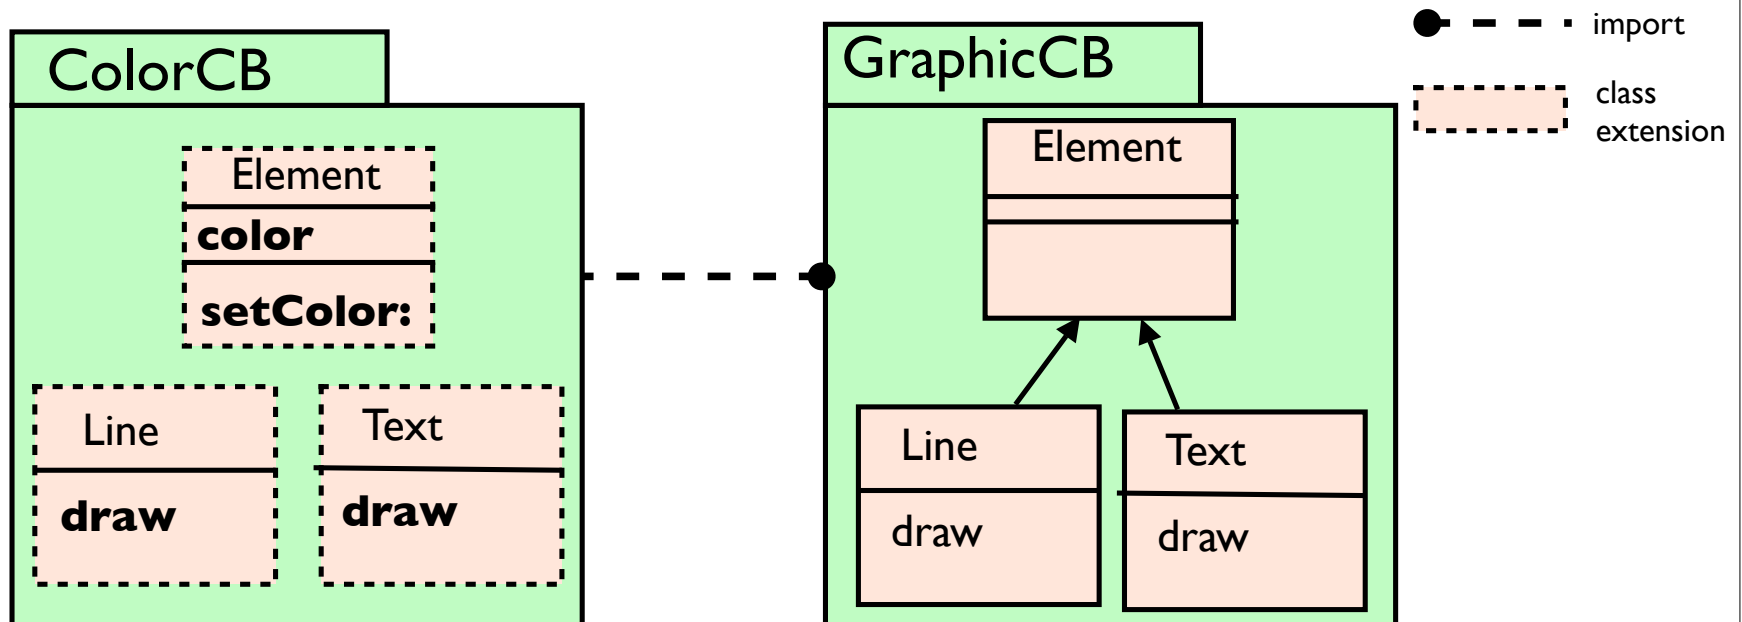 ColorCB
Element
color
setColor:
Line
draw
Text
draw
GraphicCB
Element
Line
draw
Text
draw
import
class
extension